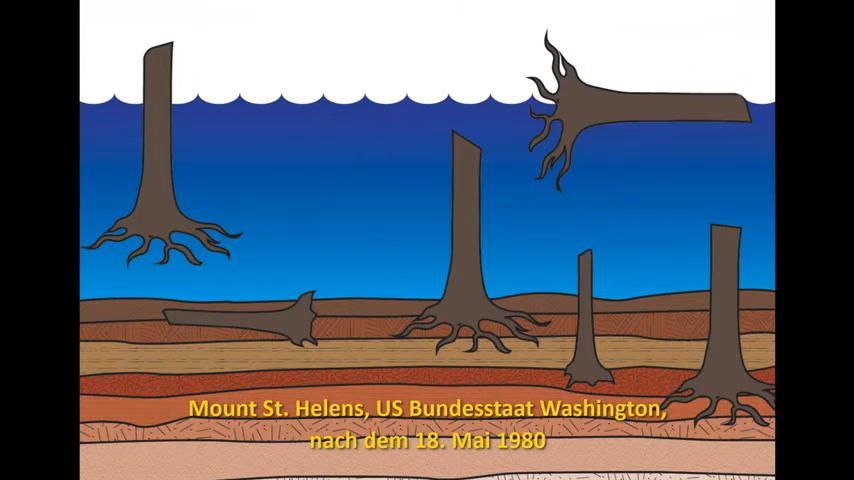 Mount St. Helens, US Bundesstaat Washington,
nach dem 18. Mai 1980